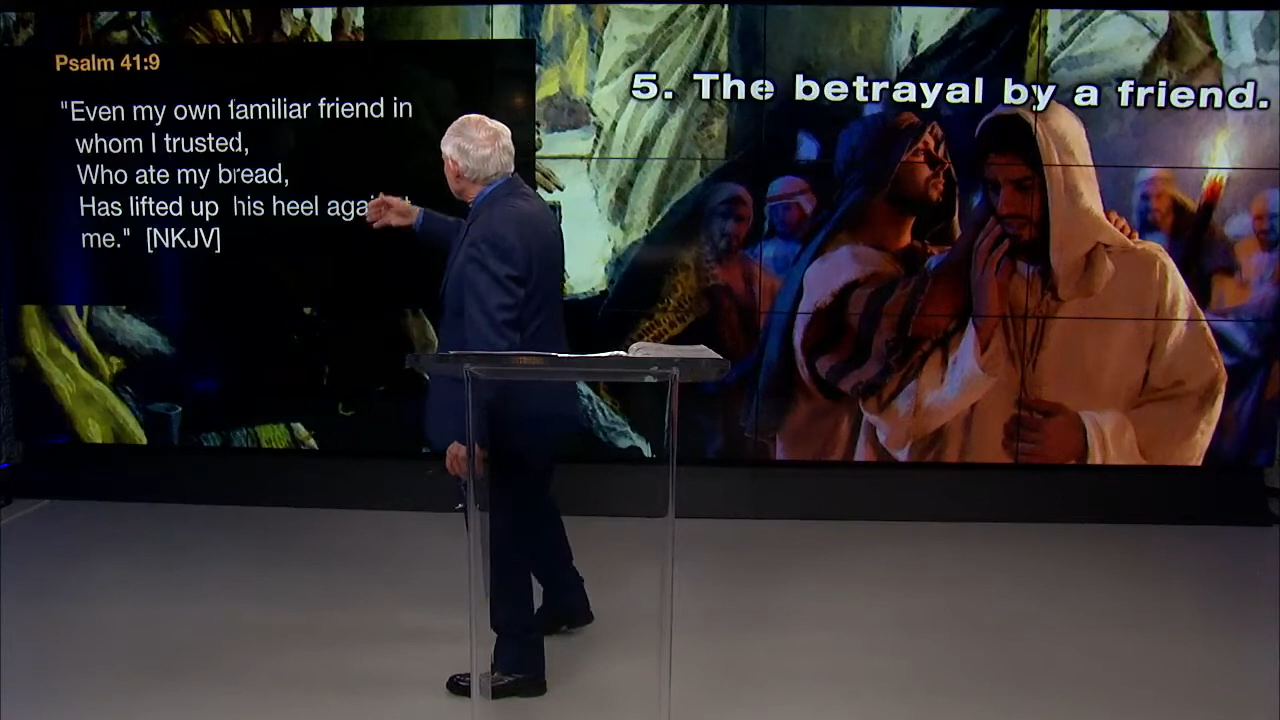 Psalm 41:9
"Even my own familiar friend in
whom I trusted,
Who ate my bread,
Has lifted up his heel
me." [NKJV]
5. The betrayal by a friend.